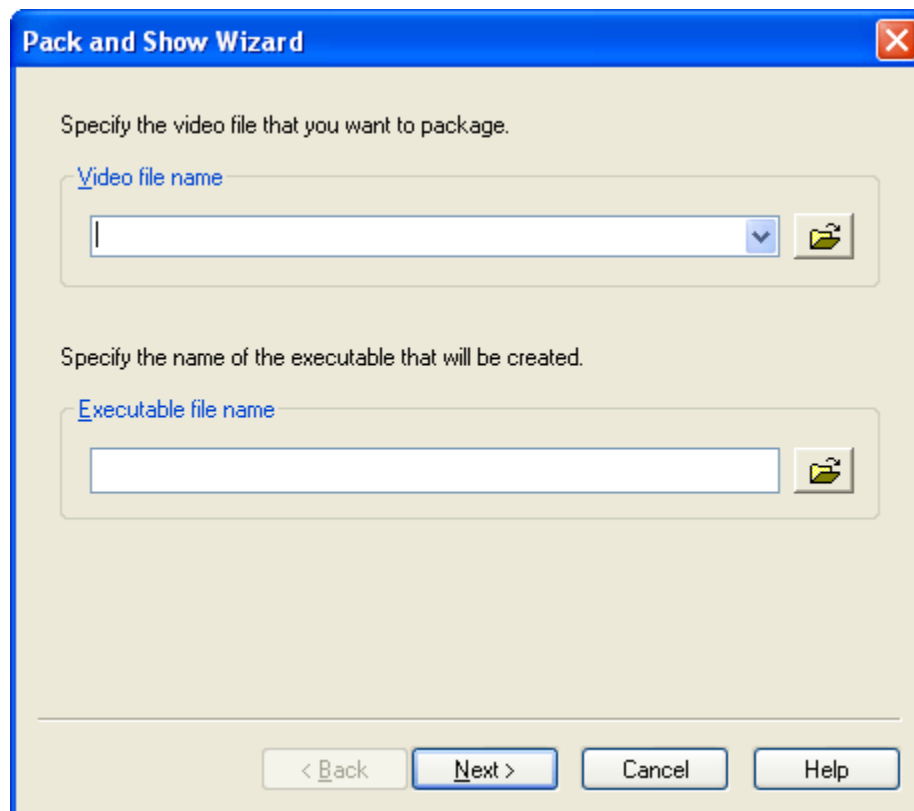 Pack and Show Wizard
Specify the video file that you want to package.
Video file name
Specify the name of the executable that will be created.
Executable file name
< Back Next > Cancel Help